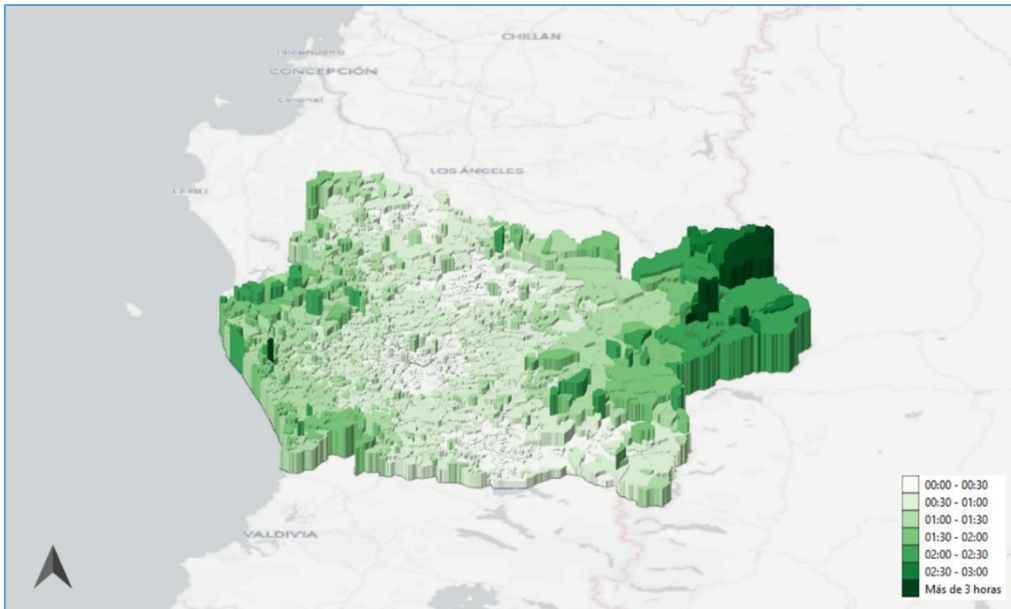 CHILLÁN
Talcahuano
CONCEPCIÓN
Coronel
LOS ÁNGELES
LEBU
VALDIVIA
00:00 - 00:30
00:30 - 01:00
01:00 - 01:30
01:30 - 02:00
02:00 - 02:30
02:30 - 03:00
Más de 3 horas